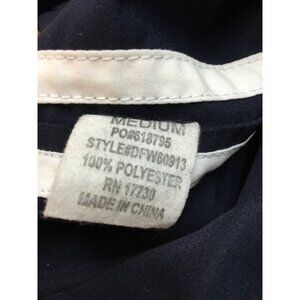 MEDIUM
PO#618795
STYLE#DFW60913
100% POLYESTER
RN 17730
MADE IN CHINA